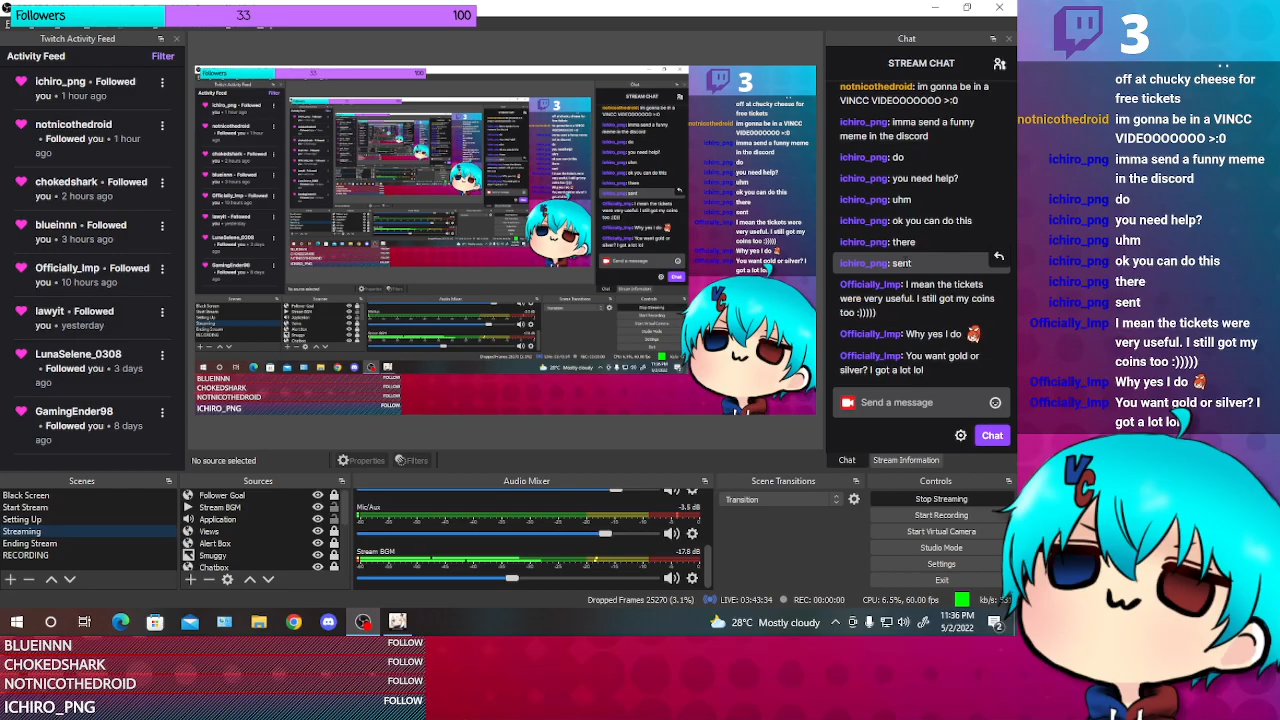 Followers 33 100
Twitch Activity Feed
Activity Feed Filter
ichiro_png • Followed
you • 1 hour ago
notnicothedroid
• Followed you • 1 hour
ago
chokedshark • Followed
you • 2 hours ago
blueinnn • Followed
you • 3 hours ago
Officially_Imp • Followed
you • 10 hours ago
lawyit • Followed
you • yesterday
LunaSelene_0308
• Followed you • 3 days
ago
GamingEnder98
• Followed you • 8 days
ago
Chat
STREAM CHAT
notnicothedroid: im gonna be in a
VINCC VIDEOOOOOO >:0
ichiro_png: imma send a funny
meme in the discord
ichiro_png: do
ichiro_png: you need help?
ichiro_png: uhm
ichiro_png: ok you can do this
ichiro_png: there
ichiro_png: sent
Officially_Imp: I mean the tickets
were very useful. I still got my coins
too :)))))
Officially_Imp: Why yes I do
Officially_Imp: You want gold or
silver? I got a lot lol
Send a message
Chat
Chat Stream Information
3
off at chucky cheese for
free tickets
notnicothedroid im gonna be in a VINCC
VIDEOOOOOO >:0
ichiro_png imma send a funny meme
in the discord
ichiro_png do
ichiro_png you need help?
ichiro_png uhm
ichiro_png ok you can do this
ichiro_png there
ichiro_png sent
Officially_Imp I mean the tickets were
very useful. I still got my
coins too :)))))
Officially_Imp Why yes I do
Officially_Imp You want gold or silver? I
got a lot lol
VC
No source selected Properties Filters
Scenes
Black Screen
Start Stream
Setting Up
Streaming
Ending Stream
RECORDING
Sources
Follower Goal
Stream BGM
Application
Views
Alert Box
Smuggy
Chatbox
Audio Mixer
Mic/Aux -3.5 dB
Stream BGM -17.8 dB
Scene Transitions
Transition
Controls
Stop Streaming
Start Recording
Start Virtual Camera
Studio Mode
Settings
Exit
Dropped Frames 25270 (3.1%) LIVE: 03:43:34 REC: 00:00:00 CPU: 6.5%, 60.00 fps kb/s:
28°C Mostly cloudy 11:36 PM
5/2/2022
2
BLUEINNN FOLLOW
CHOKEDSHARK FOLLOW
NOTNICOTHEDROID FOLLOW
ICHIRO_PNG FOLLOW